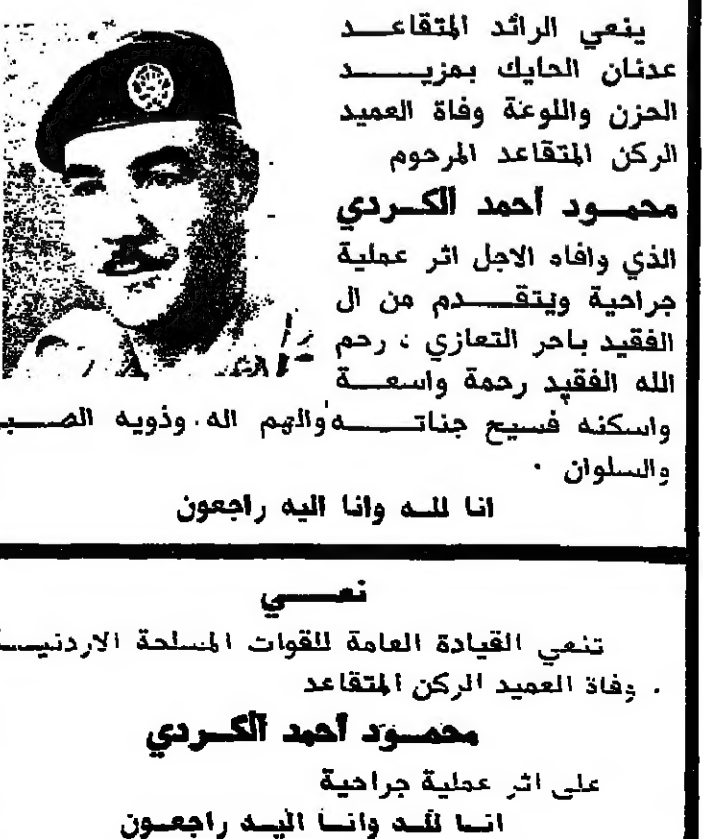 ينعي الرائد المتقاعد
عدنان الحايك بمزيد
الحزن واللوعة وفاة العميد
الركن المتقاعد المرحوم
محمود أحمد الكردي
الذي وافاه الاجل اثر عملية
جراحية ويتقدم من ال
الفقيد باحر التعازي ، رحم
الله الفقيد رحمة واسعة
واسكنه فسيح جناته والهم اله وذويه الصب
والسلوان .
انا لله وانا اليه راجعون
نعي
تنعي القيادة العامة للقوات المسلحة الاردنيـ
. وفاة العميد الركن المتقاعد
محمود أحمد الكردي
على اثر عملية جراحية
انا لله وانا اليه راجعون